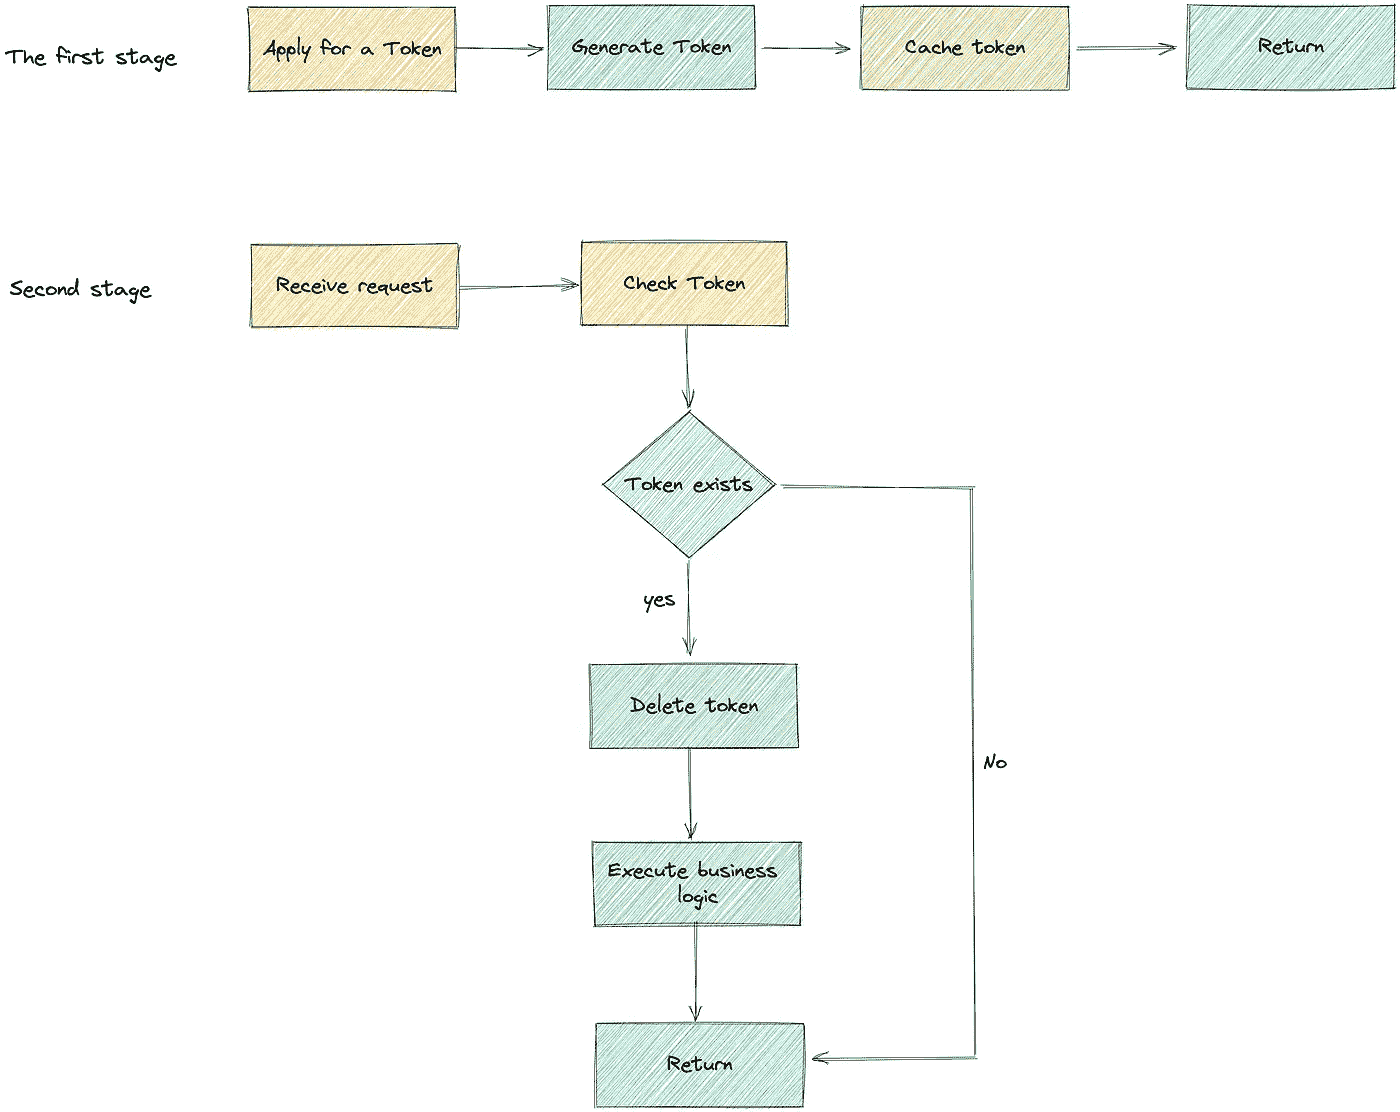 The first stage
Apply for a Token
Generate Token
Cache token
Return
Second stage
Receive request
Check Token
Token exists
yes
Delete token
No
Execute business
logic
Return